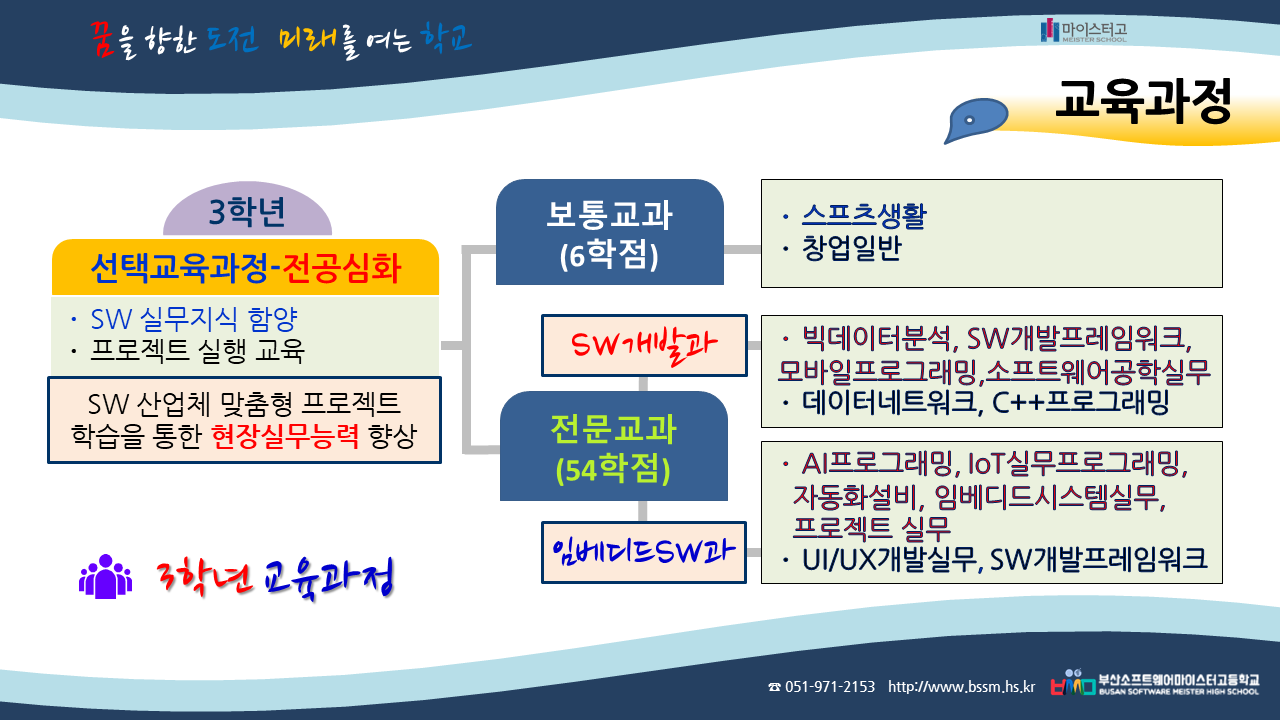 꿈을 향한 도전 미래를 여는 학교
마이스터고
MEISTER SCHOOL
교육과정
3학년
선택교육과정-전공심화
· SW 실무지식 함양
· 프로젝트 실행 교육
SW 산업체 맞춤형 프로젝트
학습을 통한 현장실무능력 향상
3학년 교육과정
보통교과
(6학점)
· 스포츠생활
· 창업일반
SW개발과
· 빅데이터분석, SW개발프레임워크,
모바일프로그래밍,소프트웨어공학실무
· 데이터네트워크, C++프로그래밍
전문교과
(54학점)
임베디드SW과
· AI프로그래밍, IoT실무프로그래밍,
자동화설비, 임베디드시스템실무,
프로젝트 실무
· UI/UX개발실무, SW개발프레임워크
☎ 051-971-2153 http://www.bssm.hs.kr
부산소프트웨어마이스터고등학교
BUSAN SOFTWARE MEISTER HIGH SCHOOL